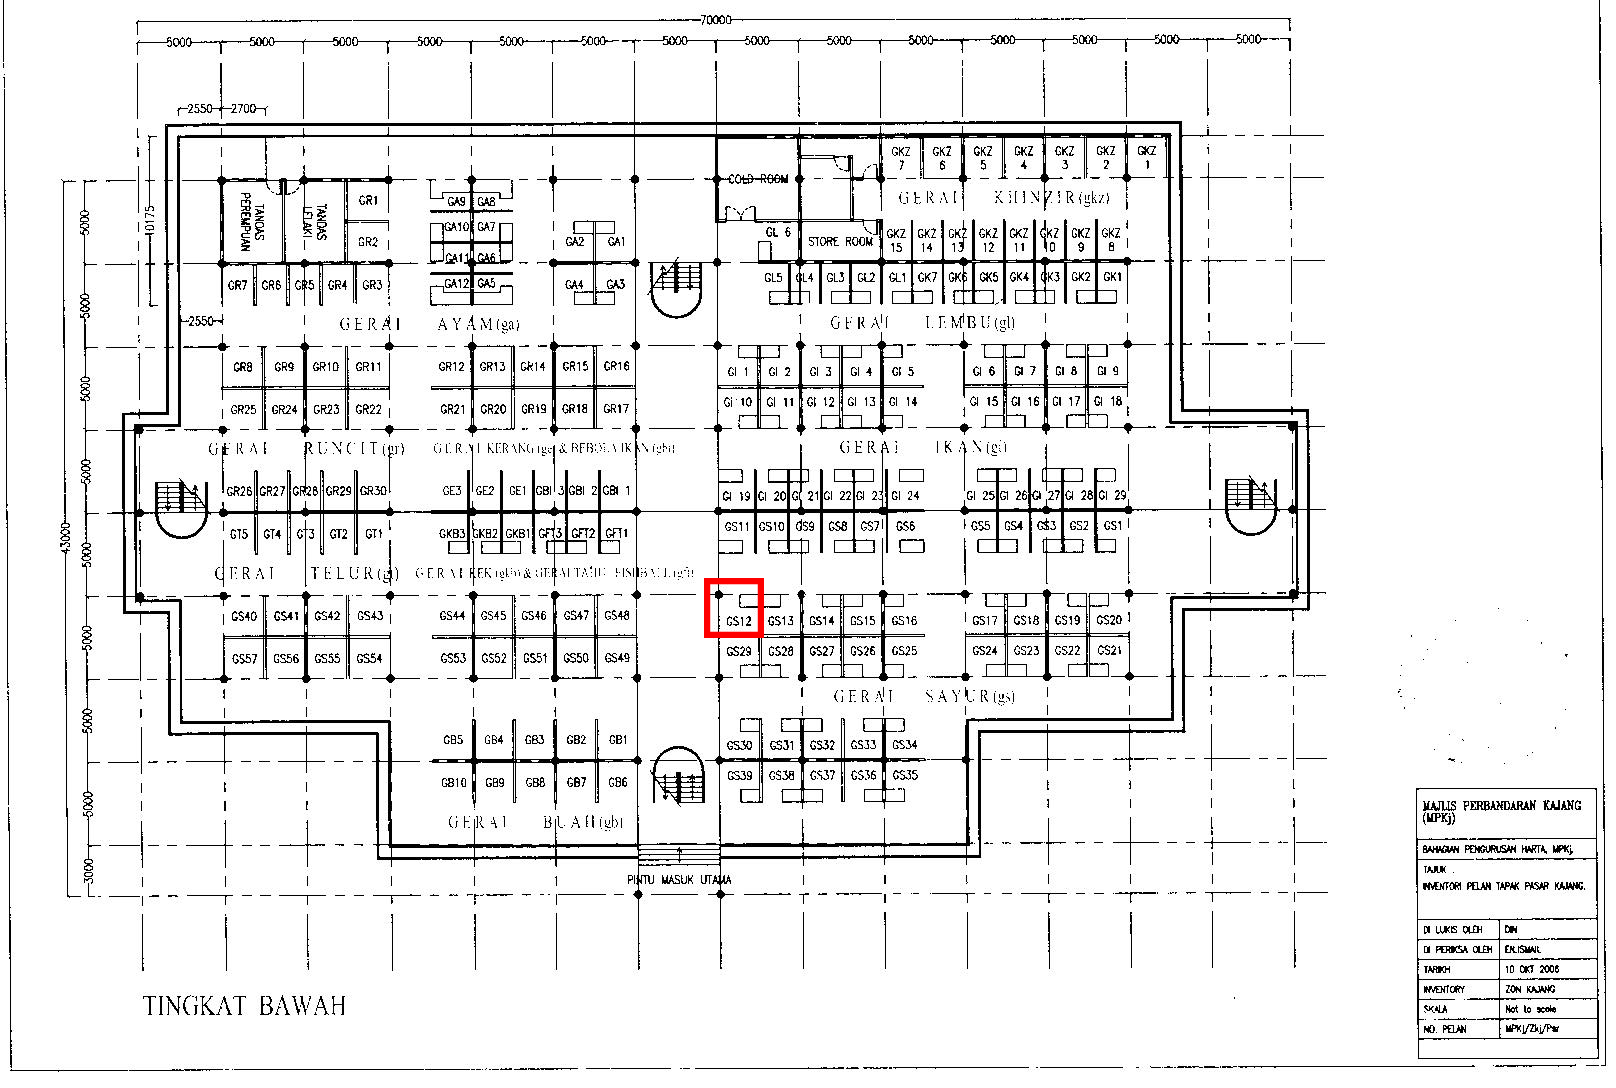 70000
5000 5000 5000 5000 5000 5000 5000 5000 5000 5000 5000 5000 5000 5000
2550 2700
GKZ 7 GKZ 6 GKZ 5 GKZ 4 GKZ 3 GKZ 2 GKZ 1
COLD ROOM
GERAI KHINZIR(gkz)
TANDAS PEREMPUAN
TANDAS LELAKI
GR1
GR2
GA9 GA8
GA10 GA7
GA11 GA6
GA12 GA5
GA2 GA1
GA4 GA3
GL 6
STORE ROOM
GKZ 15 GKZ 14 GKZ 13 GKZ 12 GKZ 11 GKZ 10 GKZ 9 GKZ 8
GR7 GR6 GR5 GR4 GR3
GL5 GL4 GL3 GL2 GL1 GK7 GK6 GK5 GK4 GK3 GK2 GK1
10175
2550
GERAI AYAM(ga)
GERAI LEMBU(gl)
GR8 GR9 GR10 GR11 GR12 GR13 GR14 GR15 GR16
GI 1 GI 2 GI 3 GI 4 GI 5 GI 6 GI 7 GI 8 GI 9
GR25 GR24 GR23 GR22 GR21 GR20 GR19 GR18 GR17
GI 10 GI 11 GI 12 GI 13 GI 14 GI 15 GI 16 GI 17 GI 18
GERAI RUNCIT(gr)
GERAI KERANG(ge) & BEBOLA IKAN(gbi)
GERAI IKAN(gi)
GR26 GR27 GR28 GR29 GR30 GE3 GE2 GE1 GBI 3 GBI 2 GBI 1
GI 19 GI 20 GI 21 GI 22 GI 23 GI 24 GI 25 GI 26 GI 27 GI 28 GI 29
GT5 GT4 GT3 GT2 GT1 GKB3 GKB2 GKB1 GFT3 GFT2 GFT1
GS11 GS10 GS9 GS8 GS7 GS6 GS5 GS4 GS3 GS2 GS1
GERAI TELUR(gt)
GERAI KEK(gkb) & GERAI TAHU FISHBALL(gft)
GS40 GS41 GS42 GS43 GS44 GS45 GS46 GS47 GS48
GS12 GS13 GS14 GS15 GS16 GS17 GS18 GS19 GS20
GS57 GS56 GS55 GS54 GS53 GS52 GS51 GS50 GS49
GS29 GS28 GS27 GS26 GS25 GS24 GS23 GS22 GS21
GERAI SAYUR(gs)
GB5 GB4 GB3 GB2 GB1
GS30 GS31 GS32 GS33 GS34
GB10 GB9 GB8 GB7 GB6
GS39 GS38 GS37 GS36 GS35
GERAI BUAH(gb)
PINTU MASUK UTAMA
43000
5000
5000
5000
5000
5000
5000
5000
5000
3000
TINGKAT BAWAH
MAJLIS PERBANDARAN KAJANG
(MPKj)
BAHAGIAN PENGURUSAN HARTA, MPKj.
TAJUK .
INVENTORI PELAN TAPAK PASAR KAJANG.
DI LUKIS OLEH DIN
DI PERIKSA OLEH EN.ISMAIL
TARIKH 10 OKT 2006
INVENTORY ZON KAJANG
SKALA Not to scale
NO. PELAN MPKj/Zkj/Psr